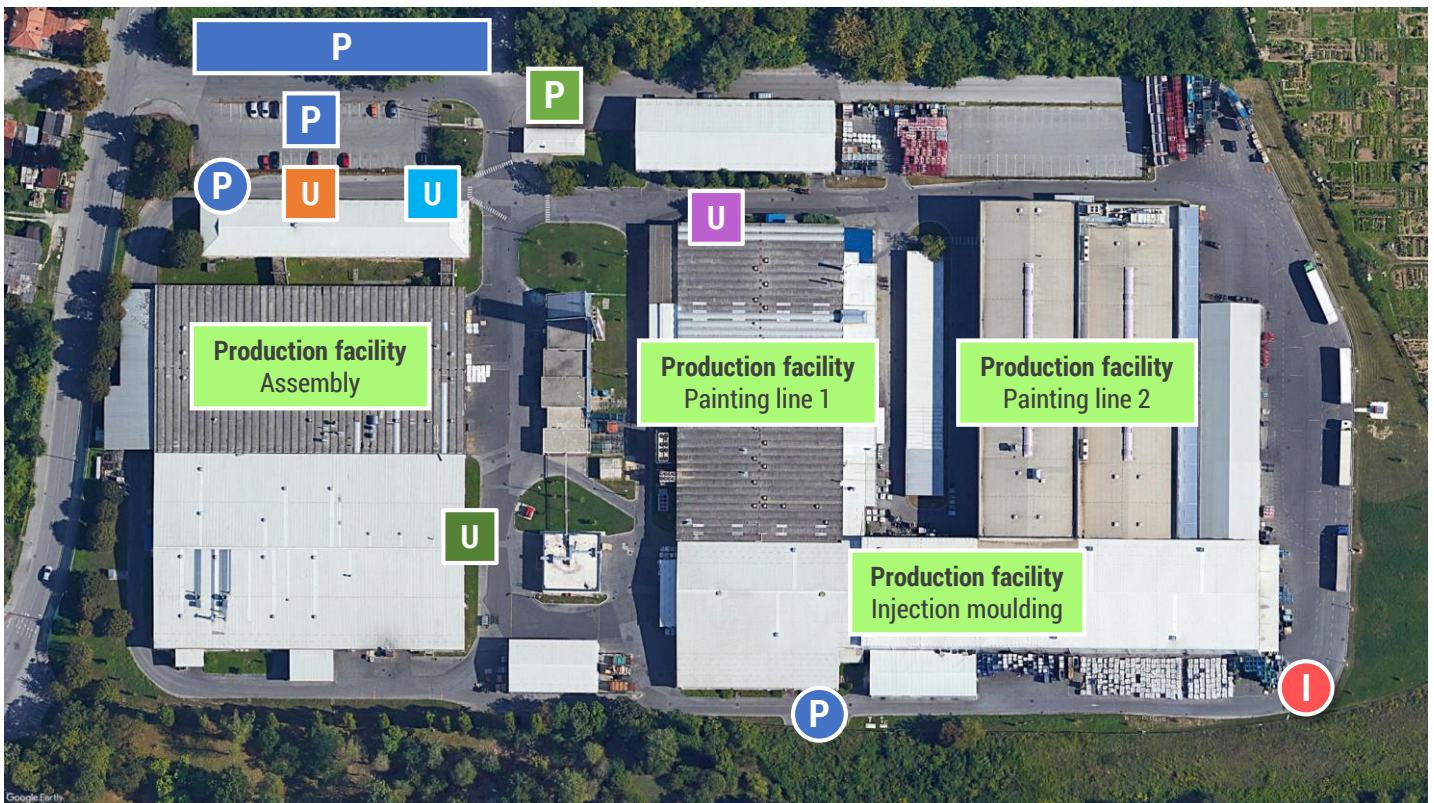 P
P
P
P
U
U
U
Production facility
Assembly
Production facility
Painting line 1
Production facility
Painting line 2
U
Production facility
Injection moulding
I
P
Google Earth